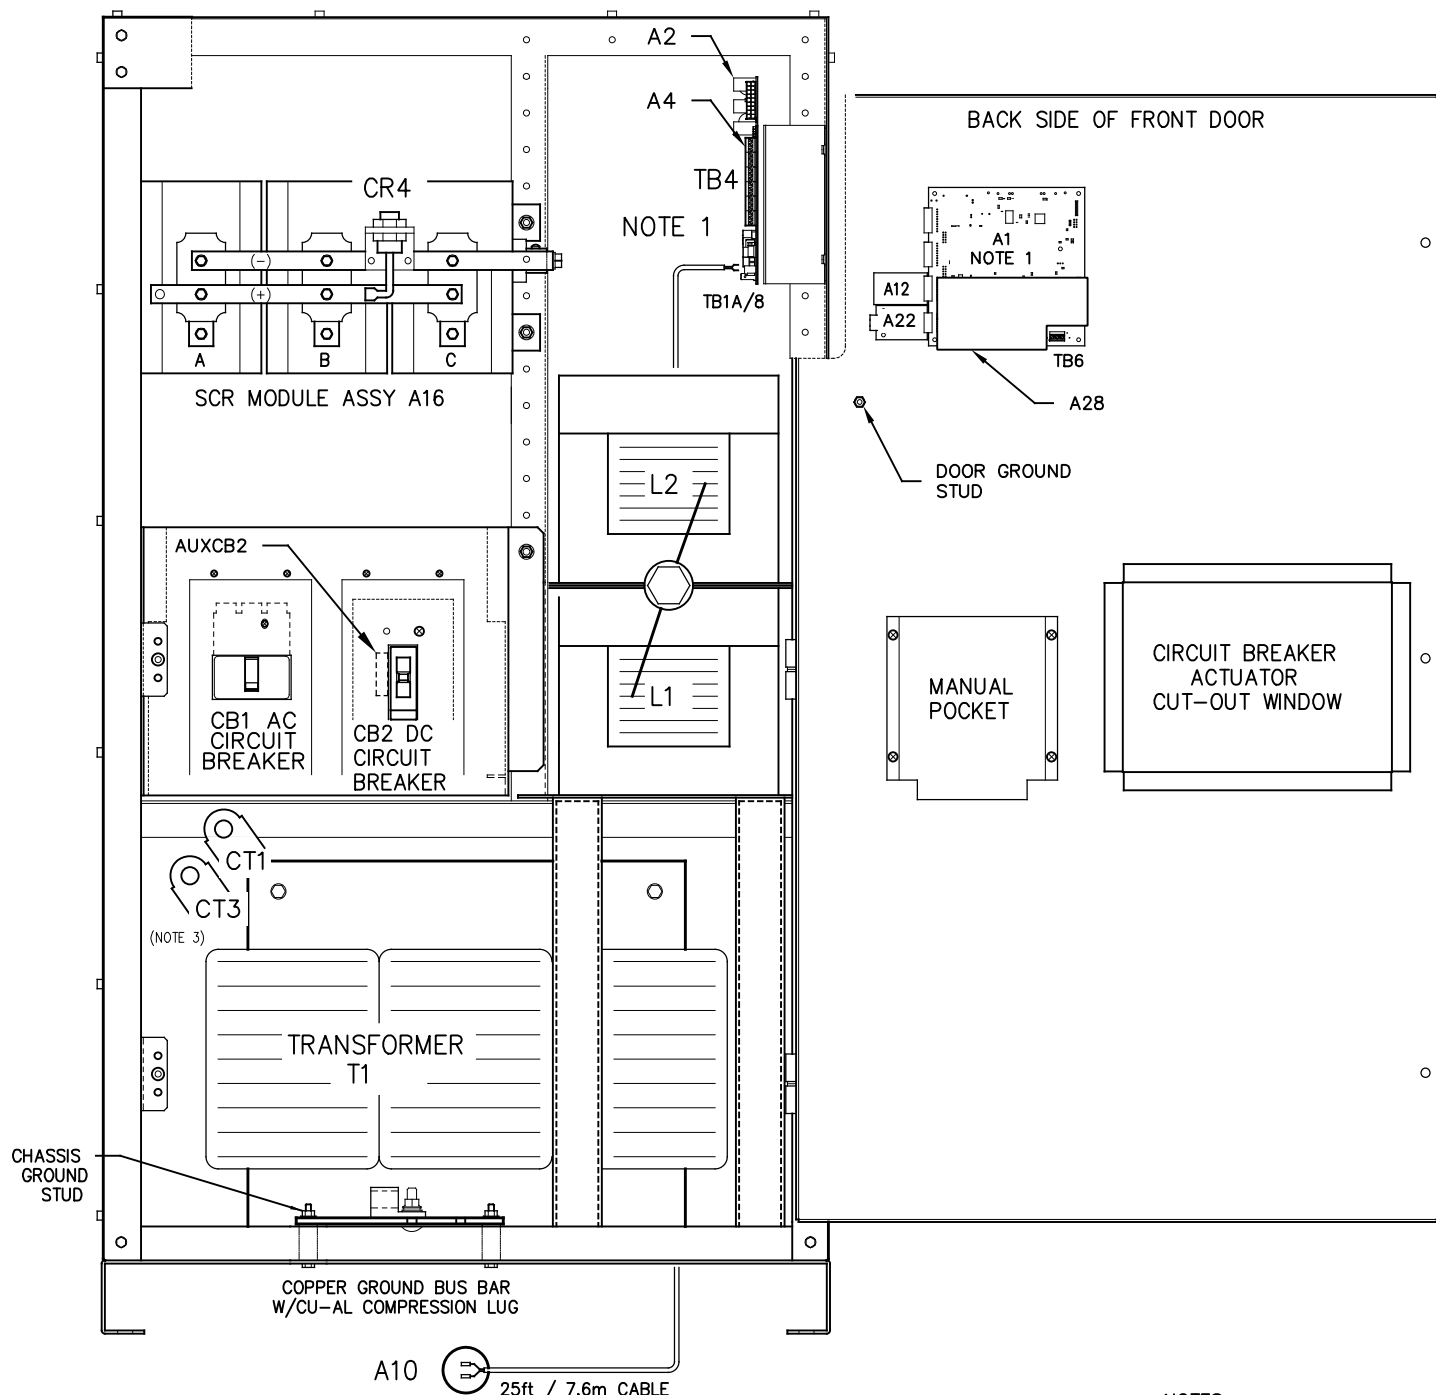 A2
A4
BACK SIDE OF FRONT DOOR
TB4
CR4
NOTE 1
A1
NOTE 1
(-)
(+)
TB1A/8
A12
A22
A
B
C
TB6
SCR MODULE ASSY A16
A28
DOOR GROUND
STUD
L2
AUXCB2
CIRCUIT BREAKER
ACTUATOR
CUT-OUT WINDOW
MANUAL
POCKET
L1
CB1 AC
CIRCUIT
BREAKER
CB2 DC
CIRCUIT
BREAKER
CT1
CT3
(NOTE 3)
TRANSFORMER
T1
CHASSIS
GROUND
STUD
COPPER GROUND BUS BAR
W/CU-AL COMPRESSION LUG
A10
25ft / 7.6m CABLE